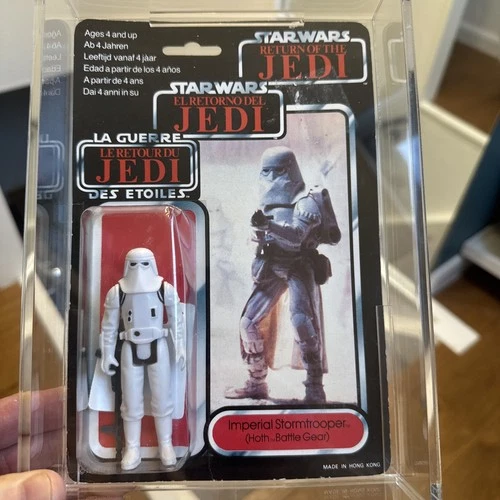 Ages 4 and up
Ab 4 Jahren
Leeftijd vanaf 4 jaar
Edad a partir de los 4 años
A partir de 4 ans
Dai 4 anni in su
STAR WARS
RETURN OF THE
JEDI
STAR WARS
EL RETORNO DEL
JEDI
LA GUERRE
LE RETOUR DU
JEDI
DES ETOILES
Imperial Stormtrooper™
(Hoth™ Battle Gear)
MADE IN HONG KONG